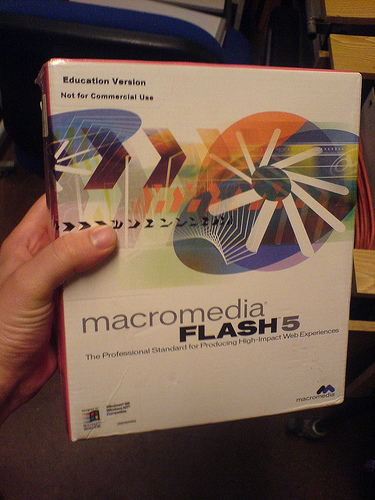 Education Version
Not for Commercial Use
macromedia®
FLASH 5
The Professional Standard for Producing High-Impact Web Experiences
macromedia